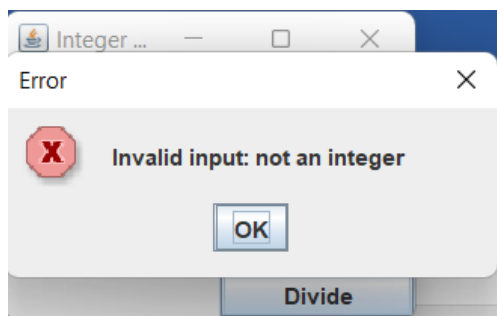 Integer ...
Error
Invalid input: not an integer
OK
Divide